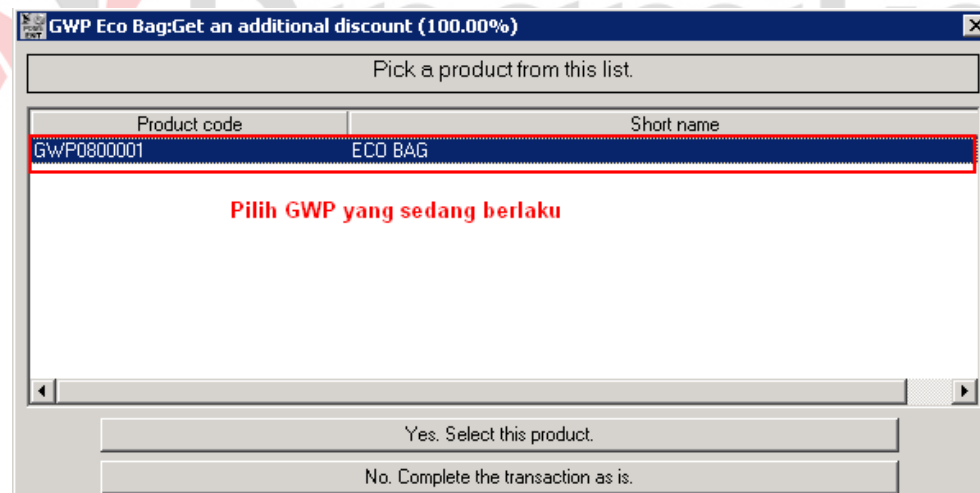 GWP Eco Bag:Get an additional discount (100.00%)
Pick a product from this list.
Product code Short name
GWP0800001 ECO BAG
Pilih GWP yang sedang berlaku
Yes. Select this product.
No. Complete the transaction as is.